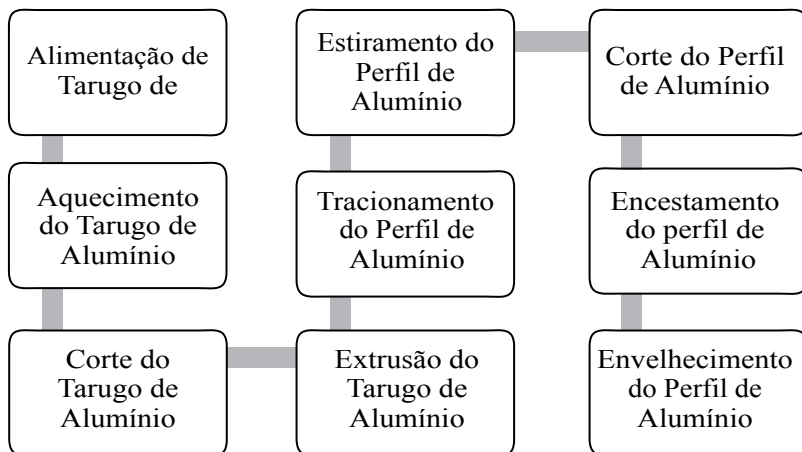 Alimentação de
Tarugo de
Aquecimento
do Tarugo de
Alumínio
Corte do
Tarugo de
Alumínio
Extrusão do
Tarugo de
Alumínio
Tracionamento
do Perfil de
Alumínio
Estiramento do
Perfil de
Alumínio
Corte do Perfil
de Alumínio
Encestamento
do perfil de
Alumínio
Envelhecimento
do Perfil de
Alumínio